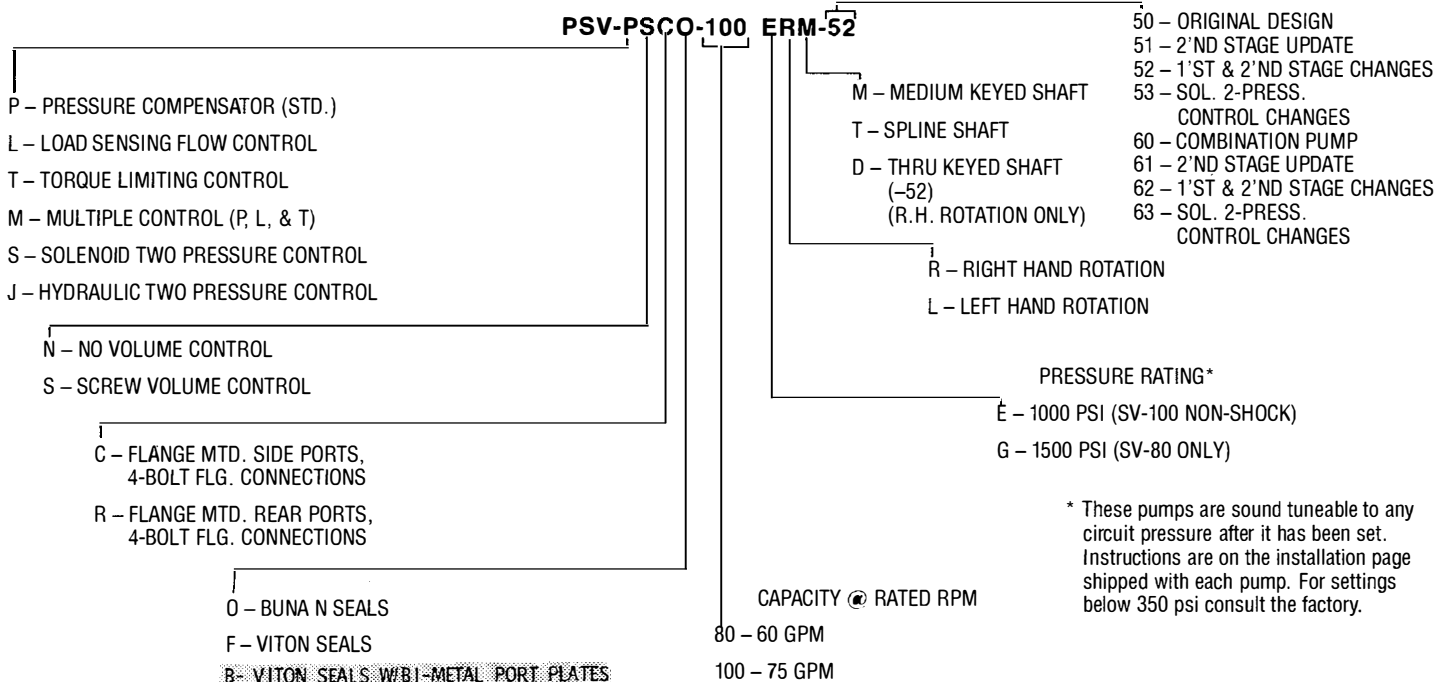 PSV-PSCO-100 ERM-52
P – PRESSURE COMPENSATOR (STD.)
L – LOAD SENSING FLOW CONTROL
T – TORQUE LIMITING CONTROL
M – MULTIPLE CONTROL (P, L, & T)
S – SOLENOID TWO PRESSURE CONTROL
J – HYDRAULIC TWO PRESSURE CONTROL
N – NO VOLUME CONTROL
S – SCREW VOLUME CONTROL
C – FLANGE MTD. SIDE PORTS,
4-BOLT FLG. CONNECTIONS
R – FLANGE MTD. REAR PORTS,
4-BOLT FLG. CONNECTIONS
O – BUNA N SEALS
F – VITON SEALS
B- VITON SEALS W/BI-METAL PORT PLATES
CAPACITY @ RATED RPM
80 – 60 GPM
100 – 75 GPM
M – MEDIUM KEYED SHAFT
T – SPLINE SHAFT
D – THRU KEYED SHAFT
(–52)
(R.H. ROTATION ONLY)
50 – ORIGINAL DESIGN
51 – 2'ND STAGE UPDATE
52 – 1'ST & 2'ND STAGE CHANGES
53 – SOL. 2-PRESS.
CONTROL CHANGES
60 – COMBINATION PUMP
61 – 2'ND STAGE UPDATE
62 – 1'ST & 2'ND STAGE CHANGES
63 – SOL. 2-PRESS.
CONTROL CHANGES
R – RIGHT HAND ROTATION
L – LEFT HAND ROTATION
PRESSURE RATING*
E – 1000 PSI (SV-100 NON-SHOCK)
G – 1500 PSI (SV-80 ONLY)
* These pumps are sound tuneable to any
circuit pressure after it has been set.
Instructions are on the installation page
shipped with each pump. For settings
below 350 psi consult the factory.